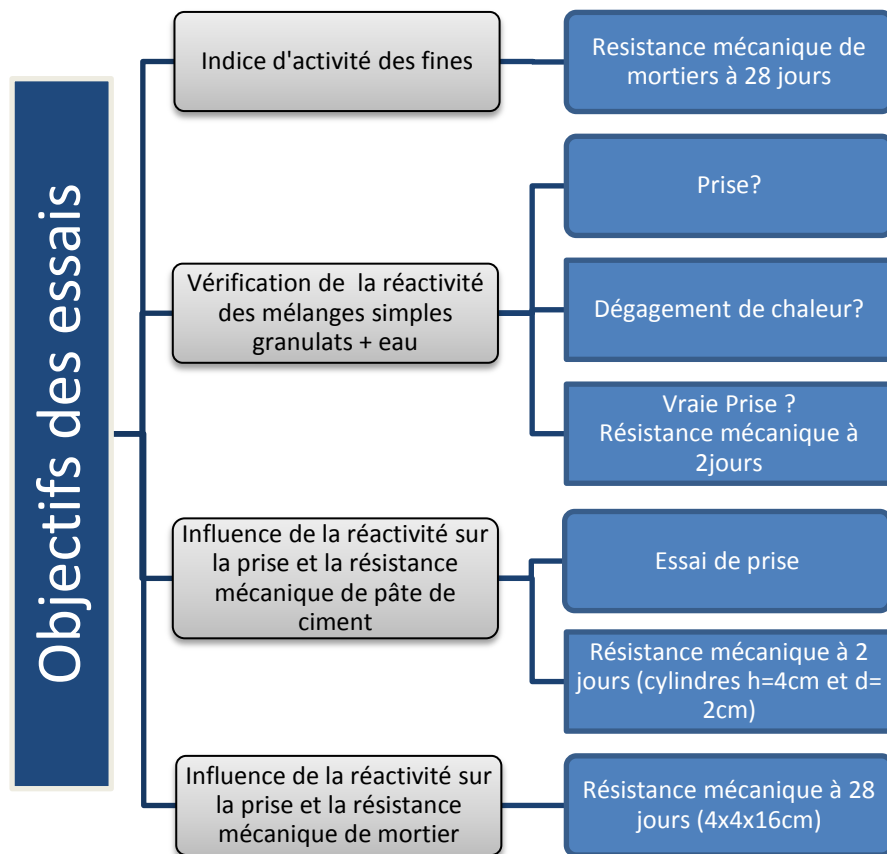 Objectifs des essais
Indice d'activité des fines
Resistance mécanique de
mortiers à 28 jours
Vérification de la réactivité
des mélanges simples
granulats + eau
Prise?
Dégagement de chaleur?
Vraie Prise ?
Résistance mécanique à
2jours
Influence de la réactivité sur
la prise et la résistance
mécanique de pâte de
ciment
Essai de prise
Résistance mécanique à 2
jours (cylindres h=4cm et d=
2cm)
Influence de la réactivité sur
la prise et la résistance
mécanique de mortier
Résistance mécanique à 28
jours (4x4x16cm)